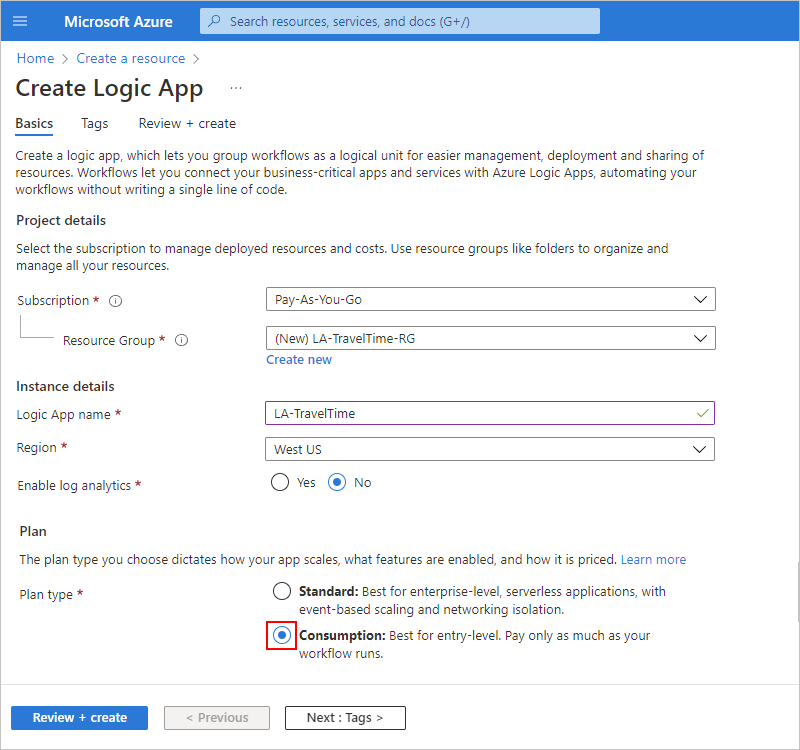 Microsoft Azure
Search resources, services, and docs (G+/)
Home > Create a resource >
Create Logic App ...
Basics Tags Review + create
Create a logic app, which lets you group workflows as a logical unit for easier management, deployment and sharing of
resources. Workflows let you connect your business-critical apps and services with Azure Logic Apps, automating your
workflows without writing a single line of code.
Project details
Select the subscription to manage deployed resources and costs. Use resource groups like folders to organize and
manage all your resources.
Subscription * Pay-As-You-Go
Resource Group * (New) LA-TravelTime-RG
Create new
Instance details
Logic App name * LA-TravelTime
Region * West US
Enable log analytics * Yes No
Plan
The plan type you choose dictates how your app scales, what features are enabled, and how it is priced. Learn more
Plan type * Standard: Best for enterprise-level, serverless applications, with
event-based scaling and networking isolation.
Consumption: Best for entry-level. Pay only as much as your
workflow runs.
Review + create < Previous Next : Tags >